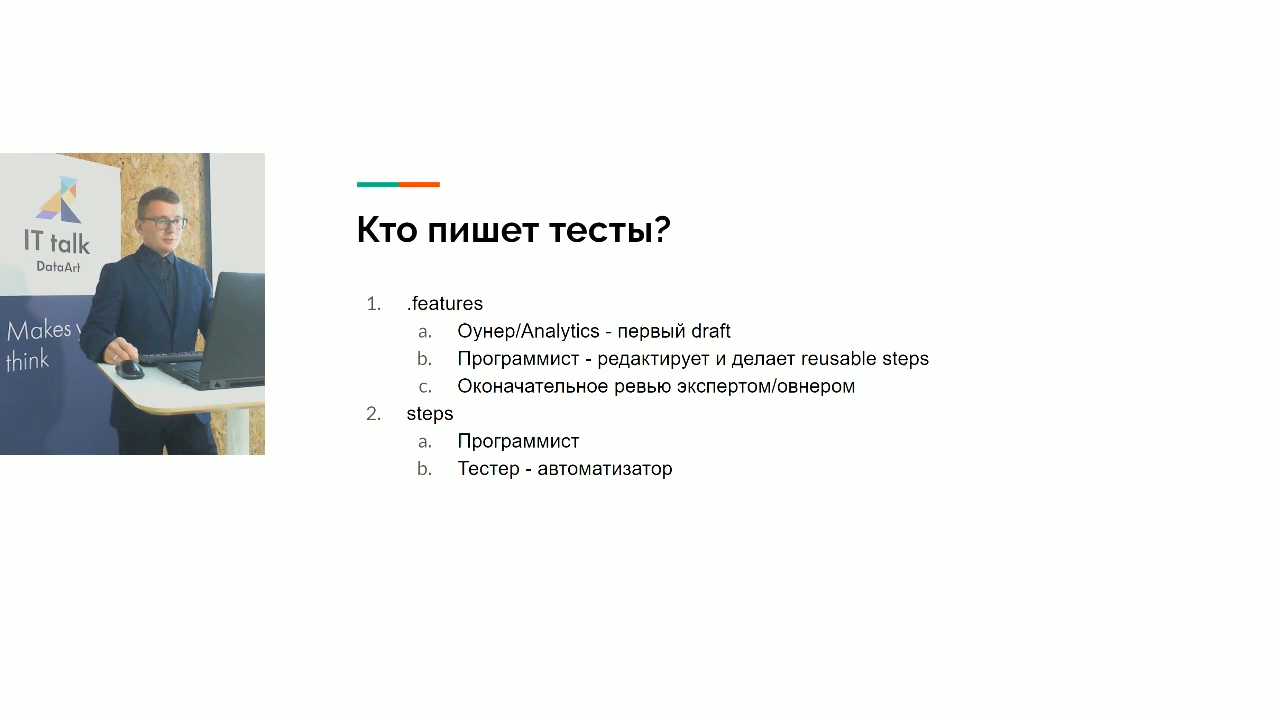 IT talk
DataArt
Makes
think
Кто пишет тесты?
1. .features
a. Оунер/Analytics - первый draft
b. Программист - редактирует и делает reusable steps
c. Оконачательное ревью экспертом/овнером
2. steps
a. Программист
b. Тестер - автоматизатор